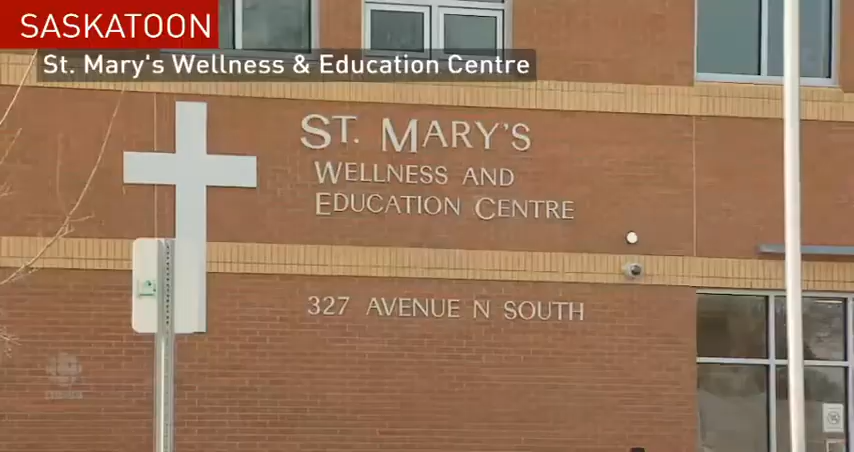 SASKATOON
St. Mary's Wellness & Education Centre
ST. MARY'S
WELLNESS AND
EDUCATION CENTRE
327 AVENUE N SOUTH